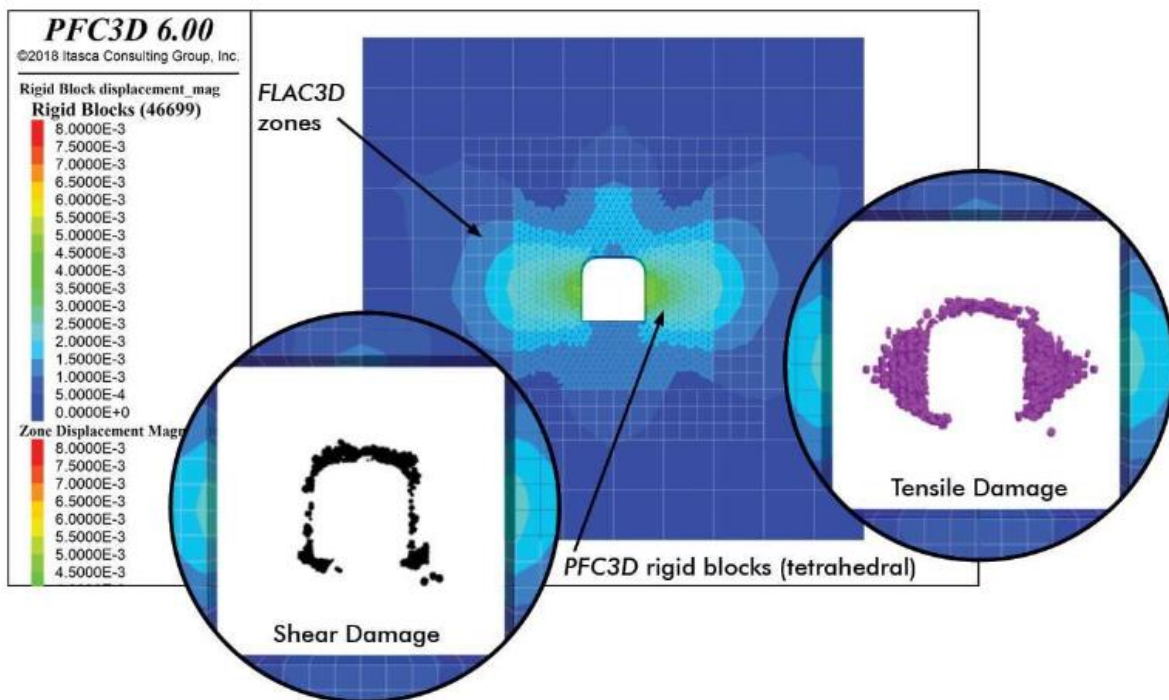 PFC3D 6.00
©2018 Itasca Consulting Group, Inc.
Rigid Block displacement_mag
Rigid Blocks (46699)
8.0000E-3
7.5000E-3
7.0000E-3
6.5000E-3
6.0000E-3
5.5000E-3
5.0000E-3
4.5000E-3
4.0000E-3
3.5000E-3
3.0000E-3
2.5000E-3
2.0000E-3
1.5000E-3
1.0000E-3
5.0000E-4
0.0000E+0
Zone Displacement Magn
8.0000E-3
7.5000E-3
7.0000E-3
6.5000E-3
6.0000E-3
5.5000E-3
5.0000E-3
4.5000E-3
FLAC3D
zones
Tensile Damage
PFC3D rigid blocks (tetrahedral)
Shear Damage